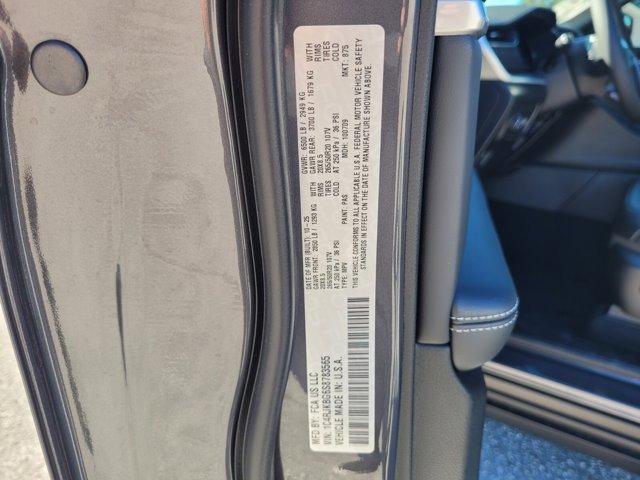 MFD BY: FCA US LLC
DATE OF MFR (BUILT): 10-25
GVWR: 6500 LB / 2949 KG
GAWR FRONT: 2850 LB / 1293 KG WITH
GAWR REAR: 3700 LB / 1679 KG WITH
20X8.5 RIMS
20X8.5 RIMS
265/50R20 107V TIRES
265/50R20 107V TIRES
AT 250 kPa / 36 PSI COLD
AT 250 kPa / 36 PSI COLD
VIN: 1C4RJKBG6S8783565
TYPE: MPV
PAINT: PAS
MDH: 100709
MKT: 875
VEHICLE MADE IN: U.S.A.
THIS VEHICLE CONFORMS TO ALL APPLICABLE U.S.A. FEDERAL MOTOR VEHICLE SAFETY
STANDARDS IN EFFECT ON THE DATE OF MANUFACTURE SHOWN ABOVE.